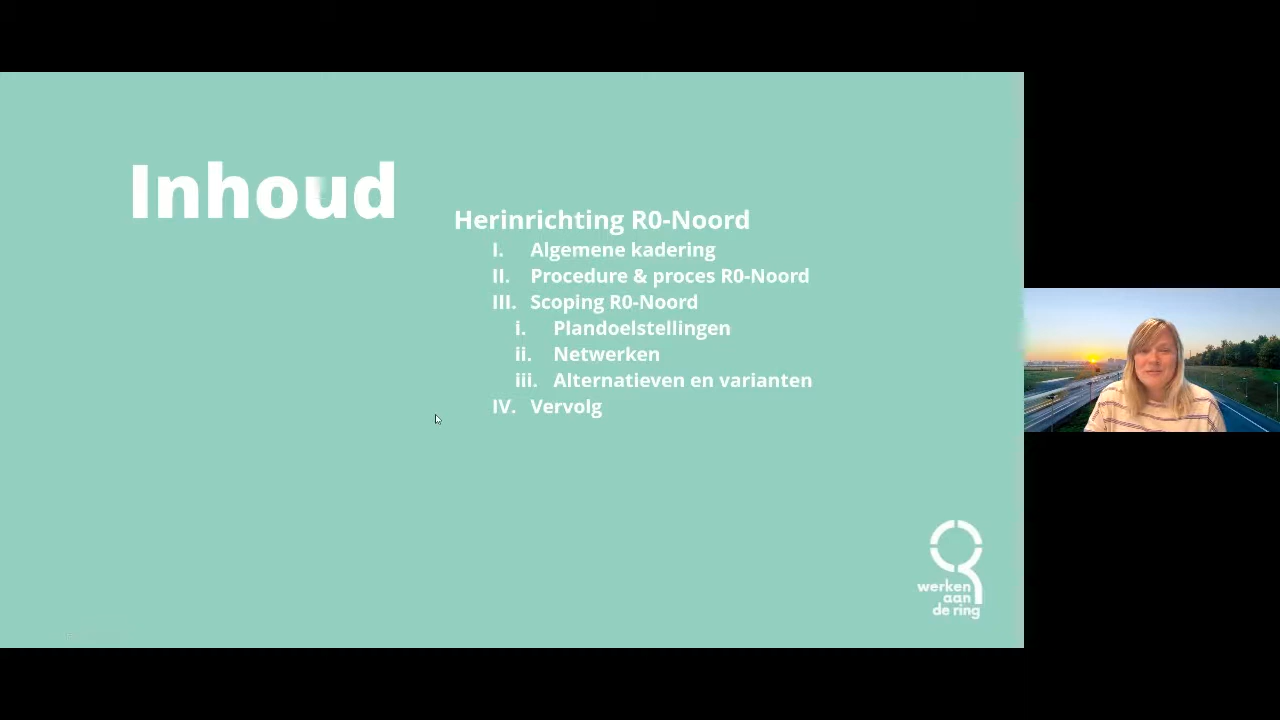 Inhoud
Herinrichting R0-Noord
I. Algemene kadering
II. Procedure & proces R0-Noord
III. Scoping R0-Noord
i. Plandoelstellingen
ii. Netwerken
iii. Alternatieven en varianten
IV. Vervolg
werken
aan
de ring